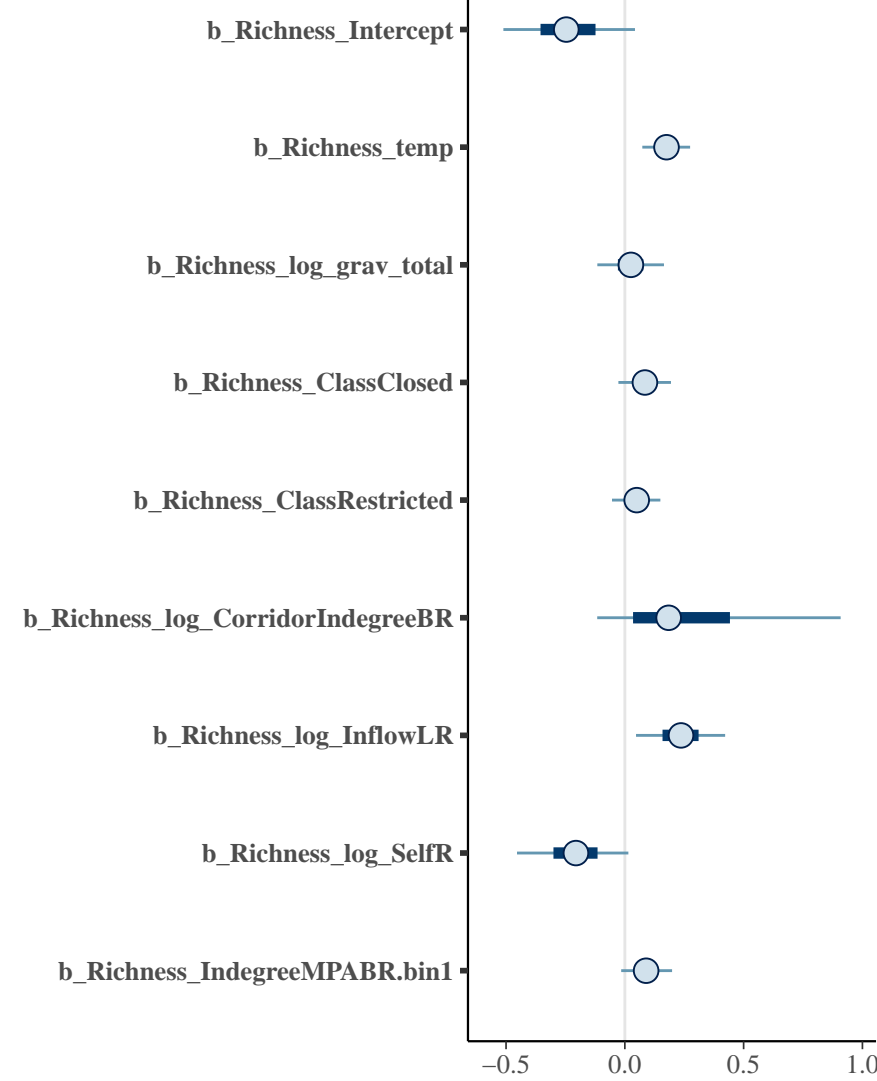 b_Richness_Intercept
b_Richness_temp
b_Richness_log_grav_total
b_Richness_ClassClosed
b_Richness_ClassRestricted
b_Richness_log_CorridorIndegreeBR
b_Richness_log_InflowLR
b_Richness_log_SelfR
b_Richness_IndegreeMPABR.bin1
−0.5 0.0 0.5 1.0